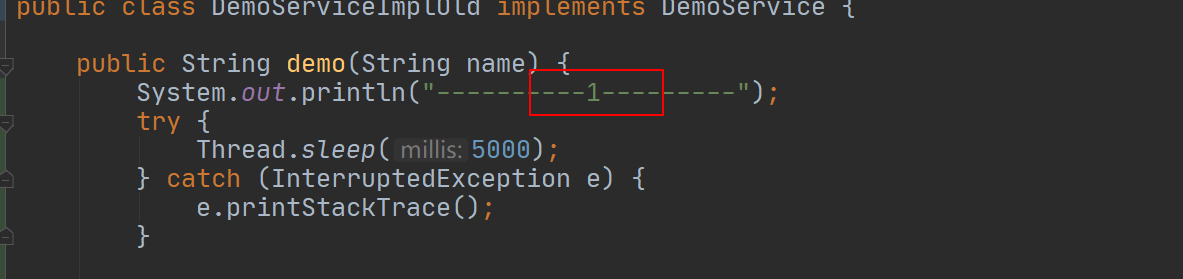 public class DemoServiceImplOld implements DemoService {
public String demo(String name) {
System.out.println("----------1---------");
try {
Thread.sleep( millis: 5000);
} catch (InterruptedException e) {
e.printStackTrace();
}